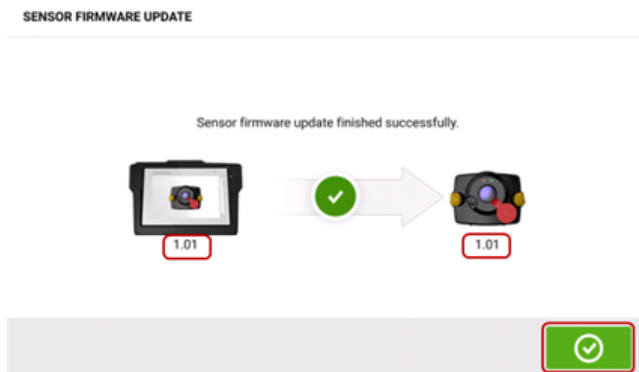 SENSOR FIRMWARE UPDATE
Sensor firmware update finished successfully.
1.01
1.01